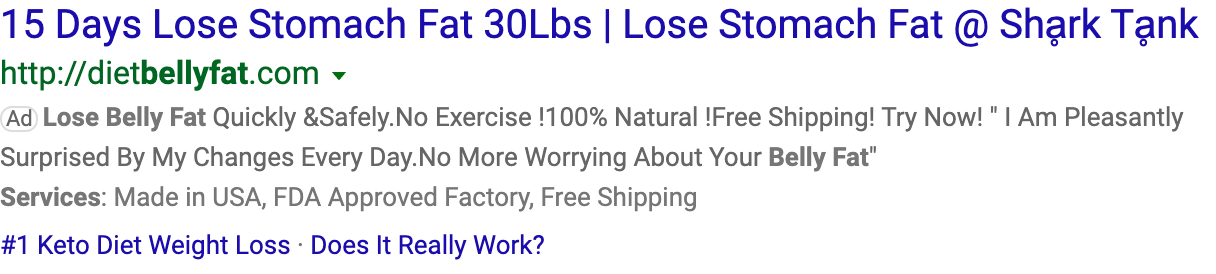 15 Days Lose Stomach Fat 30Lbs | Lose Stomach Fat @ Shḁrk Tḁnk
http://dietbellyfat.com
Ad Lose Belly Fat Quickly &Safely.No Exercise !100% Natural !Free Shipping! Try Now! " I Am Pleasantly
Surprised By My Changes Every Day.No More Worrying About Your Belly Fat"
Services: Made in USA, FDA Approved Factory, Free Shipping
#1 Keto Diet Weight Loss · Does It Really Work?